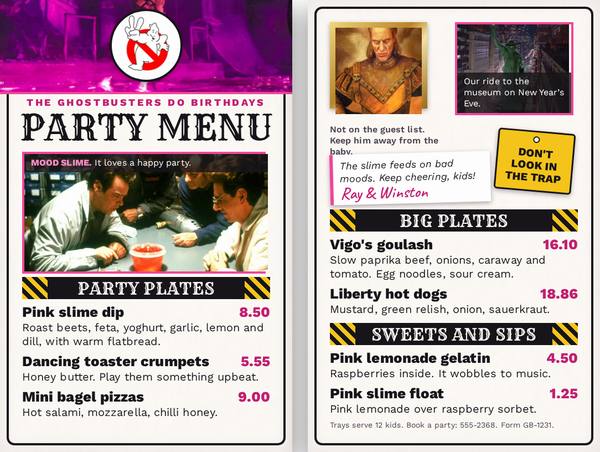 THE GHOSTBUSTERS DO BIRTHDAYS
PARTY MENU
MOOD SLIME. It loves a happy party.
PARTY PLATES
Pink slime dip 8.50
Roast beets, feta, yoghurt, garlic, lemon and
dill, with warm flatbread.
Dancing toaster crumpets 5.55
Honey butter. Play them something upbeat.
Mini bagel pizzas 9.00
Hot salami, mozzarella, chilli honey.
Our ride to the
museum on New Year's
Eve.
Not on the guest list.
Keep him away from the
baby.
The slime feeds on bad
moods. Keep cheering, kids!
Ray & Winston
DON'T
LOOK IN
THE TRAP
BIG PLATES
Vigo's goulash 16.10
Slow paprika beef, onions, caraway and
tomato. Egg noodles, sour cream.
Liberty hot dogs 18.86
Mustard, green relish, onion, sauerkraut.
SWEETS AND SIPS
Pink lemonade gelatin 4.50
Raspberries inside. It wobbles to music.
Pink slime float 1.25
Pink lemonade over raspberry sorbet.
Trays serve 12 kids. Book a party: 555-2368. Form GB-1231.